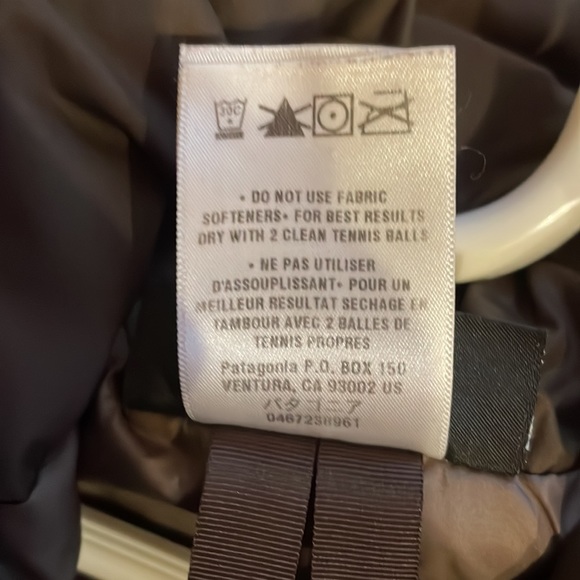 30C
• DO NOT USE FABRIC
SOFTENERS• FOR BEST RESULTS
DRY WITH 2 CLEAN TENNIS BALLS
• NE PAS UTILISER
D'ASSOUPLISSANT• POUR UN
MEILLEUR RESULTAT SECHAGE EN
TAMBOUR AVEC 2 BALLES DE
TENNIS PROPRES
Patagonia P.O. BOX 150
VENTURA, CA 93002 US
パタゴニア
0467238961